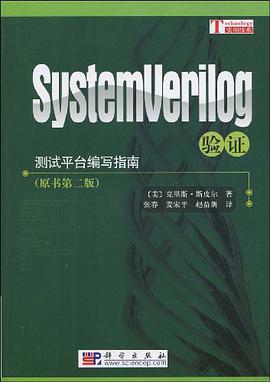 Technology
实用技术
SystemVerilog
验证
测试平台编写指南
(原书第二版)
[美] 克里斯·斯皮尔 著
张春 麦宋平 赵益新 译
科学出版社
www.sciencep.com